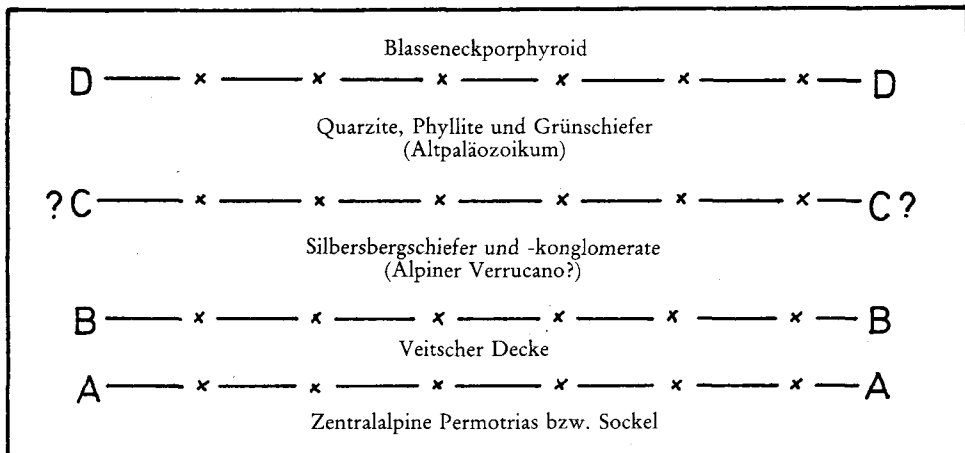 Blasseneckporphyroid
D — x — x — x — x — x — x — D
Quarzite, Phyllite und Grünschiefer
(Altpaläozoikum)
?C — x — x — x — x — x — x — C?
Silbersbergschiefer und -konglomerate
(Alpiner Verrucano?)
B — x — x — x — x — x — x — B
Veitscher Decke
A — x — x — x — x — x — x — A
Zentralalpine Permotrias bzw. Sockel